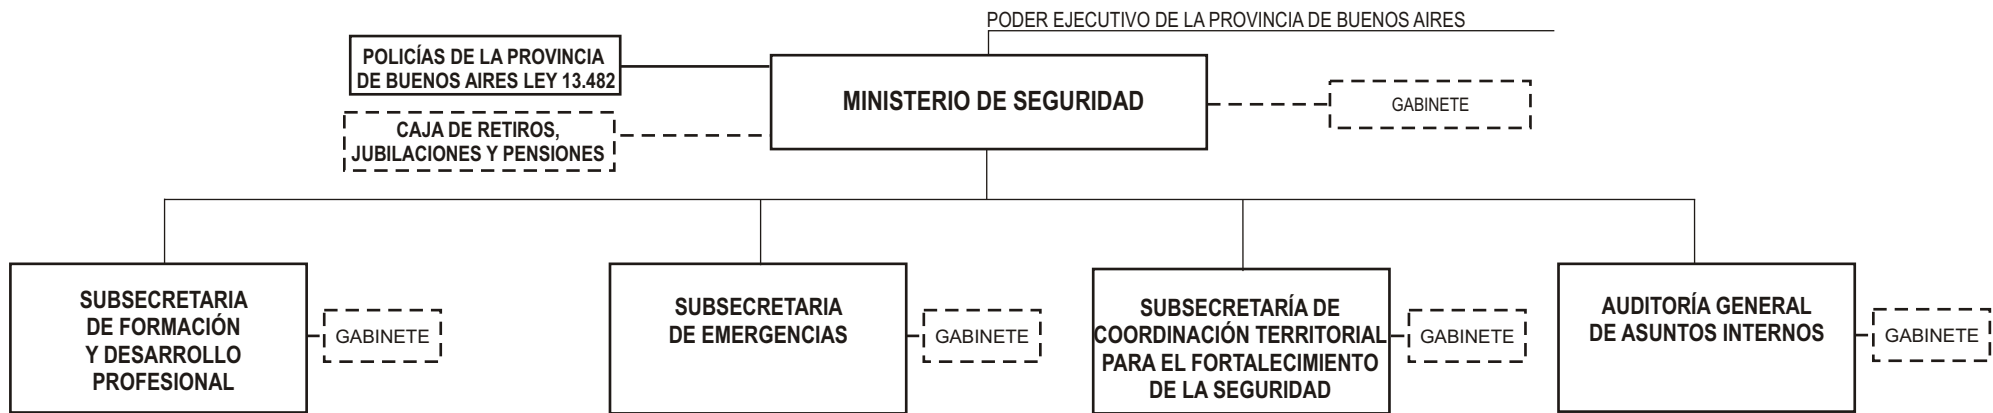 PODER EJECUTIVO DE LA PROVINCIA DE BUENOS AIRES
POLICÍAS DE LA PROVINCIA
DE BUENOS AIRES LEY 13.482
MINISTERIO DE SEGURIDAD
GABINETE
CAJA DE RETIROS,
JUBILACIONES Y PENSIONES
SUBSECRETARIA
DE FORMACIÓN
Y DESARROLLO
PROFESIONAL
GABINETE
SUBSECRETARIA
DE EMERGENCIAS
GABINETE
SUBSECRETARÍA DE
COORDINACIÓN TERRITORIAL
PARA EL FORTALECIMIENTO
DE LA SEGURIDAD
GABINETE
AUDITORÍA GENERAL
DE ASUNTOS INTERNOS
GABINETE